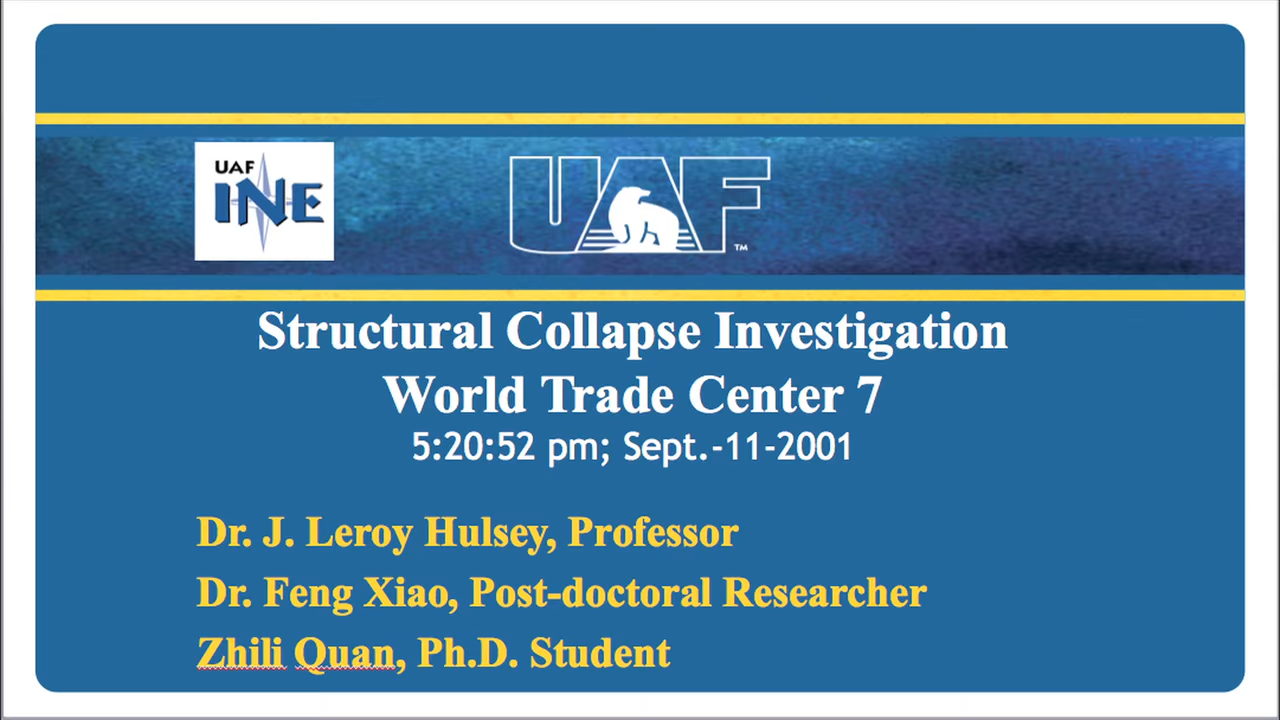 UAF
INE
UAF
TM
Structural Collapse Investigation
World Trade Center 7
5:20:52 pm; Sept.-11-2001
Dr. J. Leroy Hulsey, Professor
Dr. Feng Xiao, Post-doctoral Researcher
Zhili Quan, Ph.D. Student